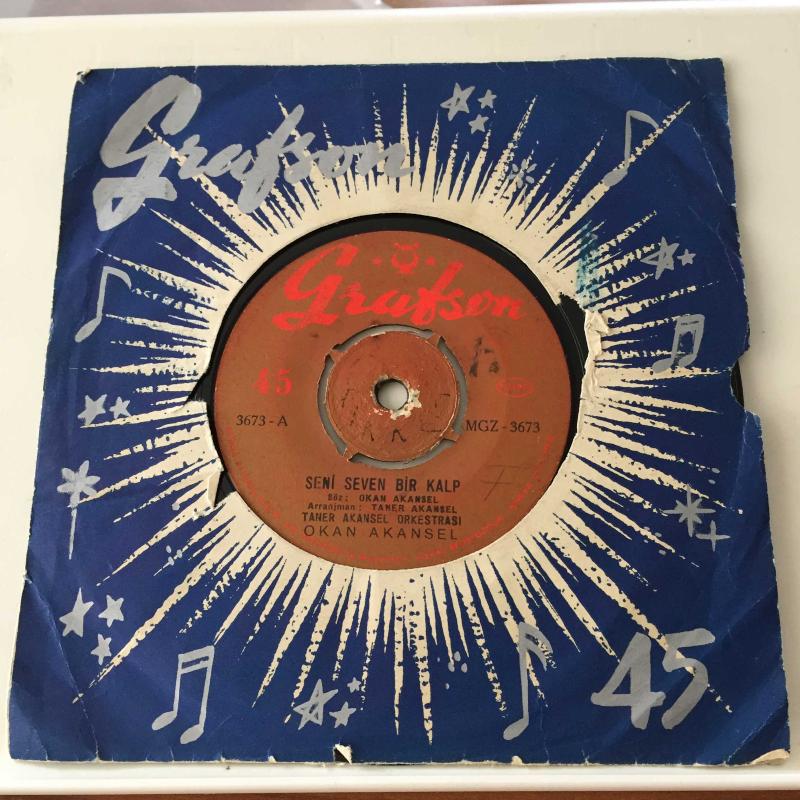 Grafson
Grafson
45
3673 - A
MGZ - 3673
SENİ SEVEN BİR KALP
Söz: OKAN AKANSEL
Arranjman: TANER AKANSEL
TANER AKANSEL ORKESTRASI
OKAN AKANSEL
45